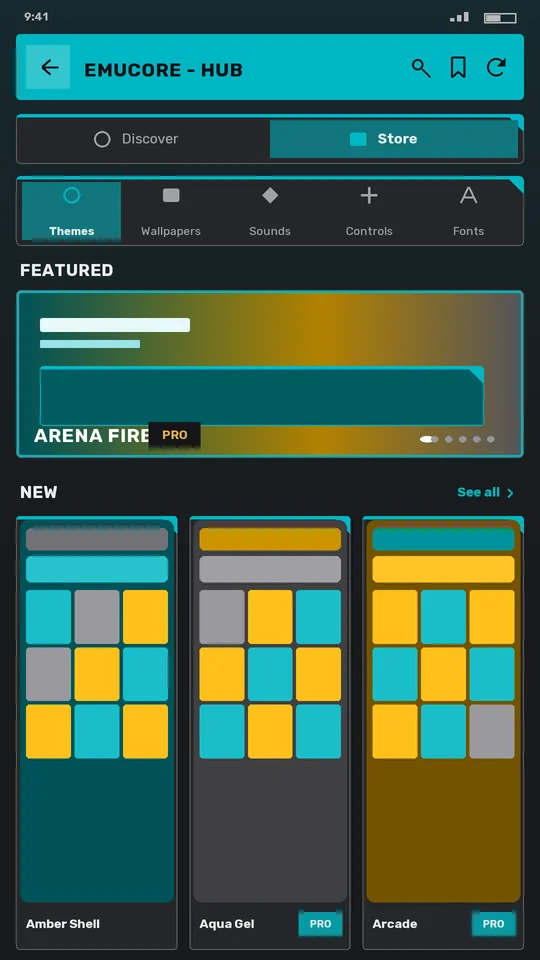 9:41
EMUCORE - HUB
Discover
Store
Themes
Wallpapers
Sounds
Controls
Fonts
FEATURED
ARENA FIRE PRO
NEW
See all
Amber Shell
Aqua Gel
PRO
Arcade
PRO